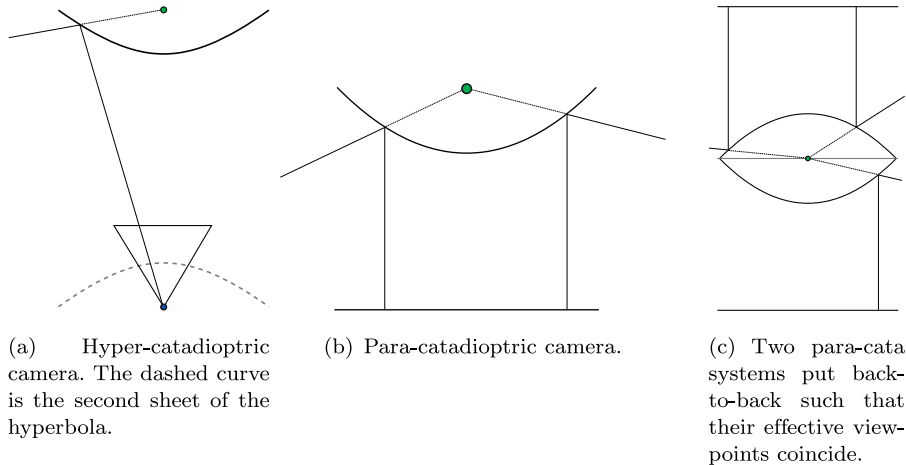 (a) Hyper-catadioptric
camera. The dashed curve
is the second sheet of the
hyperbola.
(b) Para-catadioptric camera.
(c) Two para-cata
systems put back-
to-back such that
their effective view-
points coincide.